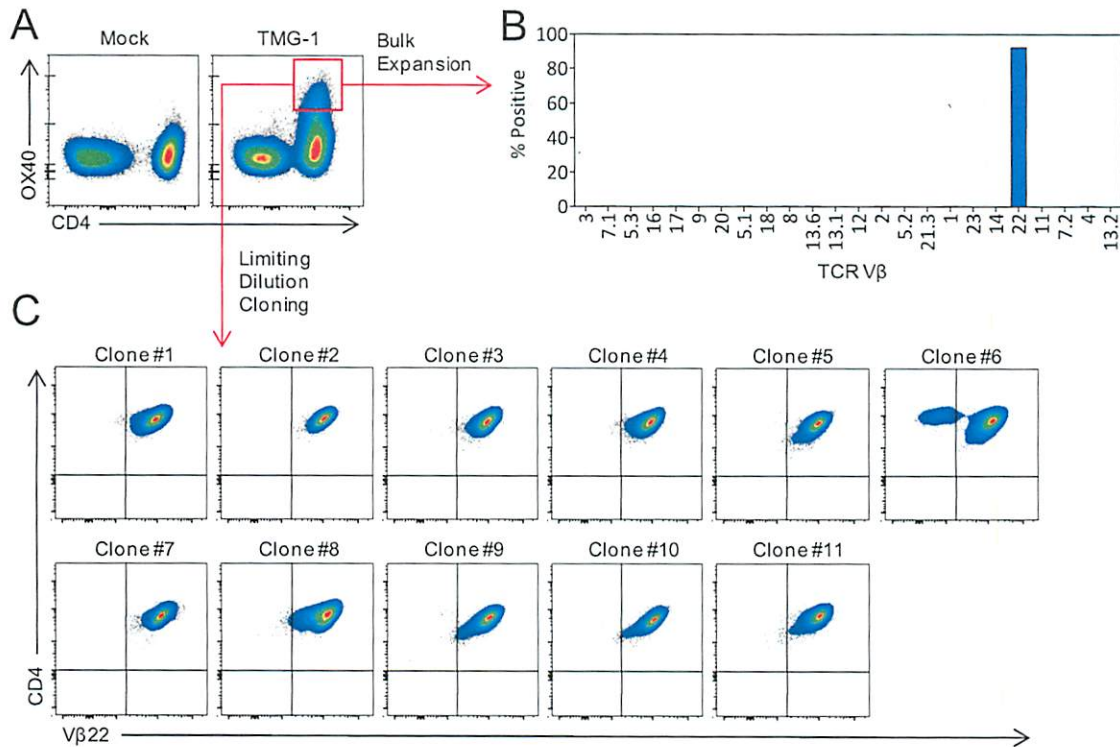 A
Mock
TMG-1
Bulk
Expansion
OX40
CD4
B
100
80
60
40
20
0
% Positive
3
7.1
5.3
16
17
9
20
5.1
18
8
13.6
13.1
12
2
5.2
21.3
1
23
14
22
11
7.2
4
13.2
TCR Vβ
Limiting
Dilution
Cloning
C
Clone #1
Clone #2
Clone #3
Clone #4
Clone #5
Clone #6
Clone #7
Clone #8
Clone #9
Clone #10
Clone #11
CD4
Vβ22